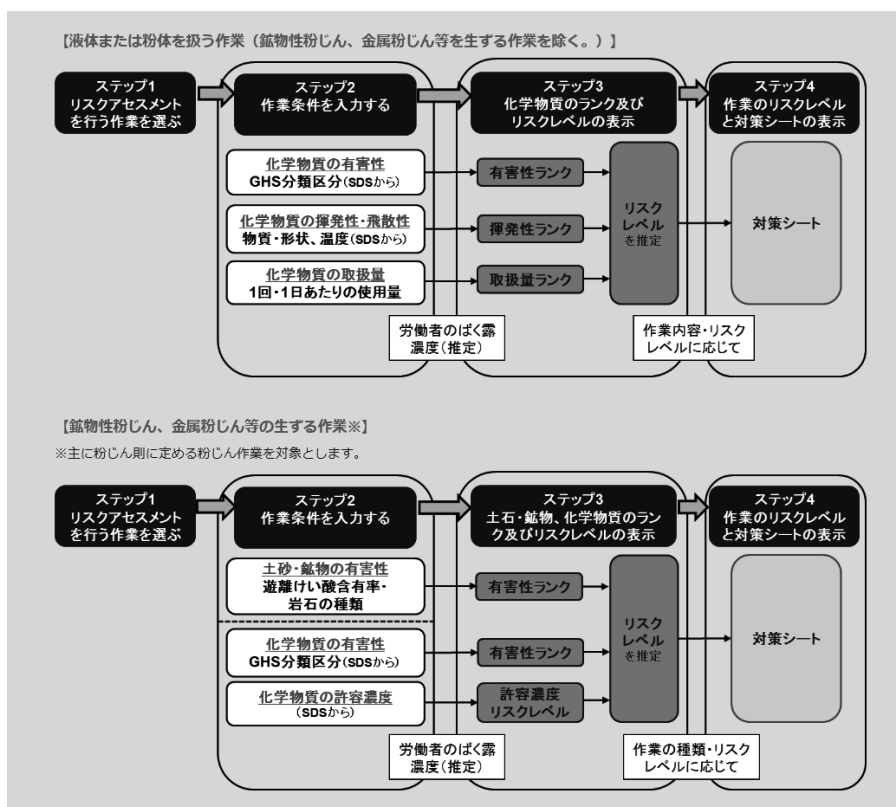 【液体または粉体を扱う作業（鉱物性粉じん、金属粉じん等を生ずる作業を除く。）】
ステップ1
リスクアセスメント
を行う作業を選ぶ
ステップ2
作業条件を入力する
ステップ3
化学物質のランク及び
リスクレベルの表示
ステップ4
作業のリスクレベル
と対策シートの表示
化学物質の有害性
GHS分類区分(SDSから)
有害性ランク
化学物質の揮発性・飛散性
物質・形状、温度(SDSから)
揮発性ランク
化学物質の取扱量
1回・1日あたりの使用量
取扱量ランク
リスク
レベル
を推定
対策シート
労働者のばく露
濃度(推定)
作業内容・リスク
レベルに応じて
【鉱物性粉じん、金属粉じん等の生ずる作業※】
※主に粉じん則に定める粉じん作業を対象とします。
ステップ1
リスクアセスメント
を行う作業を選ぶ
ステップ2
作業条件を入力する
ステップ3
土石・鉱物、化学物質のラン
ク及びリスクレベルの表示
ステップ4
作業のリスクレベル
と対策シートの表示
土砂・鉱物の有害性
遊離けい酸含有率・
岩石の種類
有害性ランク
化学物質の有害性
GHS分類区分(SDSから)
有害性ランク
化学物質の許容濃度
(SDSから)
許容濃度
リスクレベル
リスク
レベル
を推定
対策シート
労働者のばく露
濃度(推定)
作業の種類・リスク
レベルに応じて